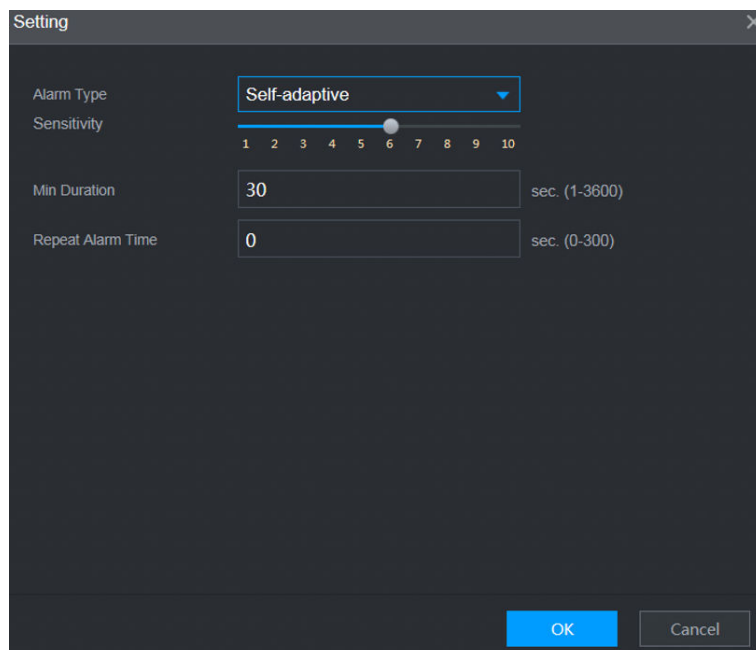 Setting
Alarm Type Self-adaptive
Sensitivity
1 2 3 4 5 6 7 8 9 10
Min Duration 30 sec. (1-3600)
Repeat Alarm Time 0 sec. (0-300)
OK Cancel